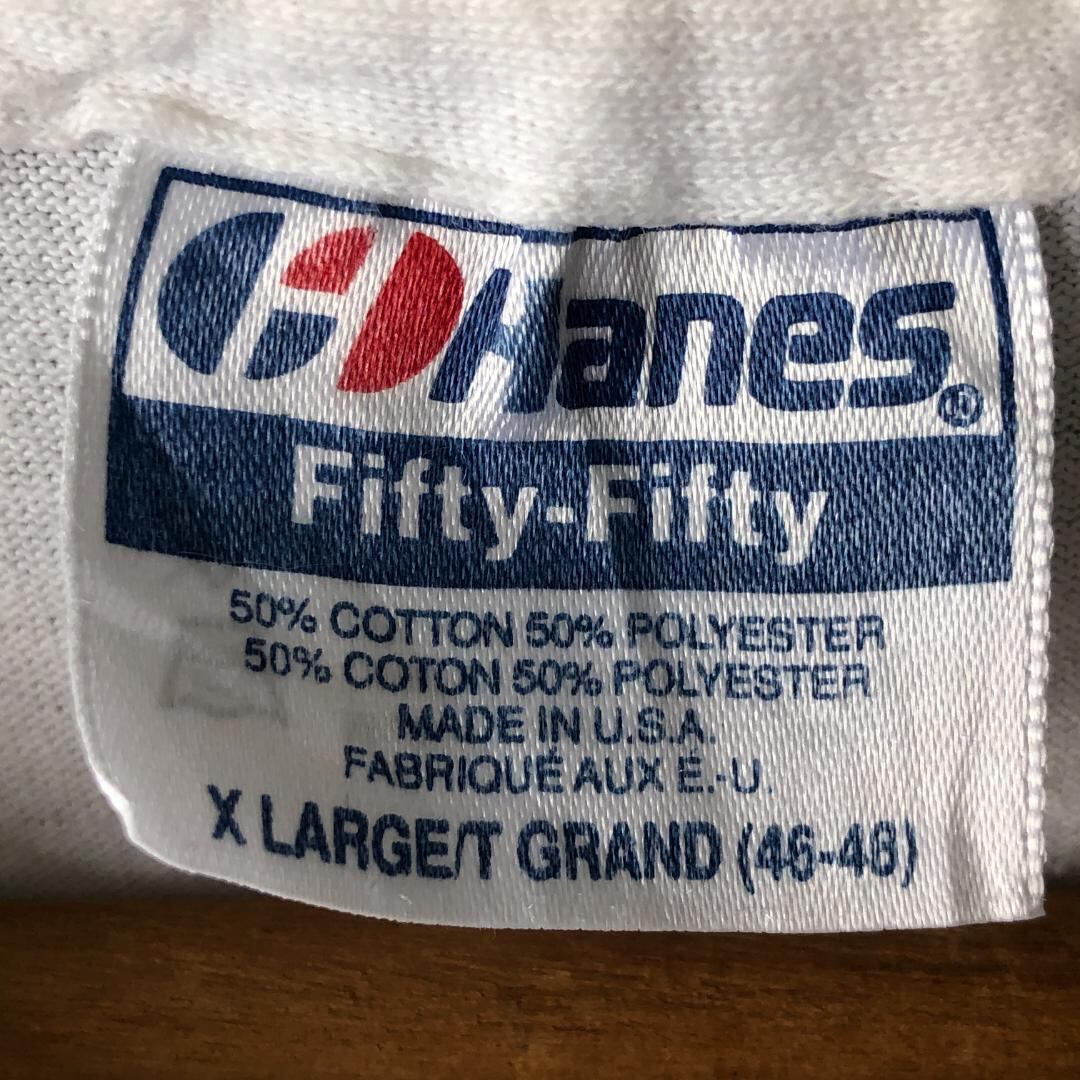 Hanes®
Fifty-Fifty
50% COTTON 50% POLYESTER
50% COTON 50% POLYESTER
MADE IN U.S.A.
FABRIQUÉ AUX É.-U.
X LARGE/T GRAND (46-48)